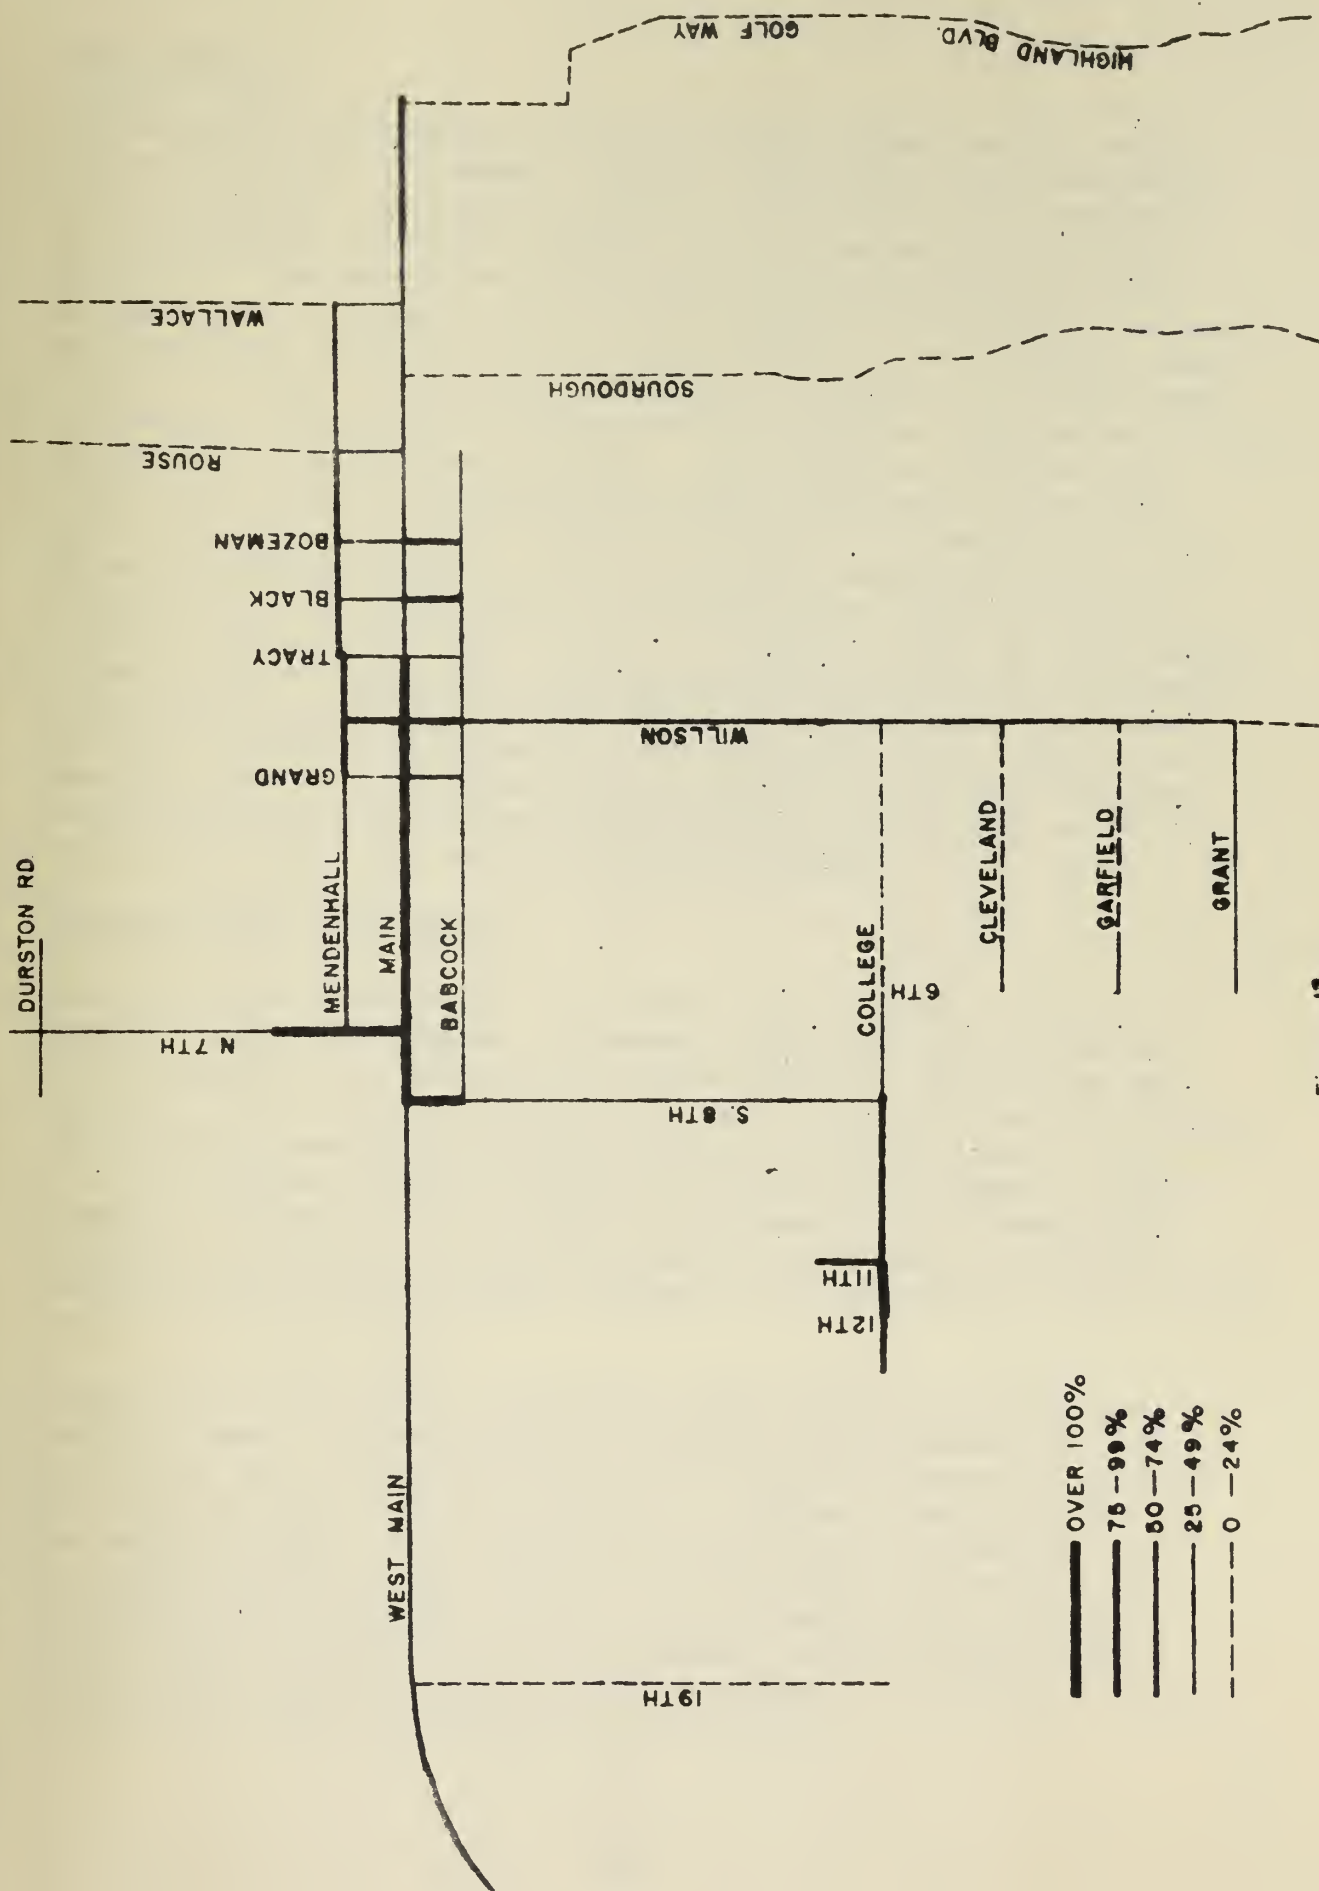 GOLF WAY
HIGHLAND BLVD.
WALLACE
SOURDOUGH
ROUSE
BOZEMAN
BLACK
TRACY
WILLSON
GRAND
DURSTON RD.
MENDENHALL
MAIN
BABCOCK
COLLEGE
CLEVELAND
GARFIELD
GRANT
6TH
N 7TH
S. 8TH
11TH
12TH
WEST MAIN
19TH
OVER 100%
75—99%
50—74%
25—49%
0—24%